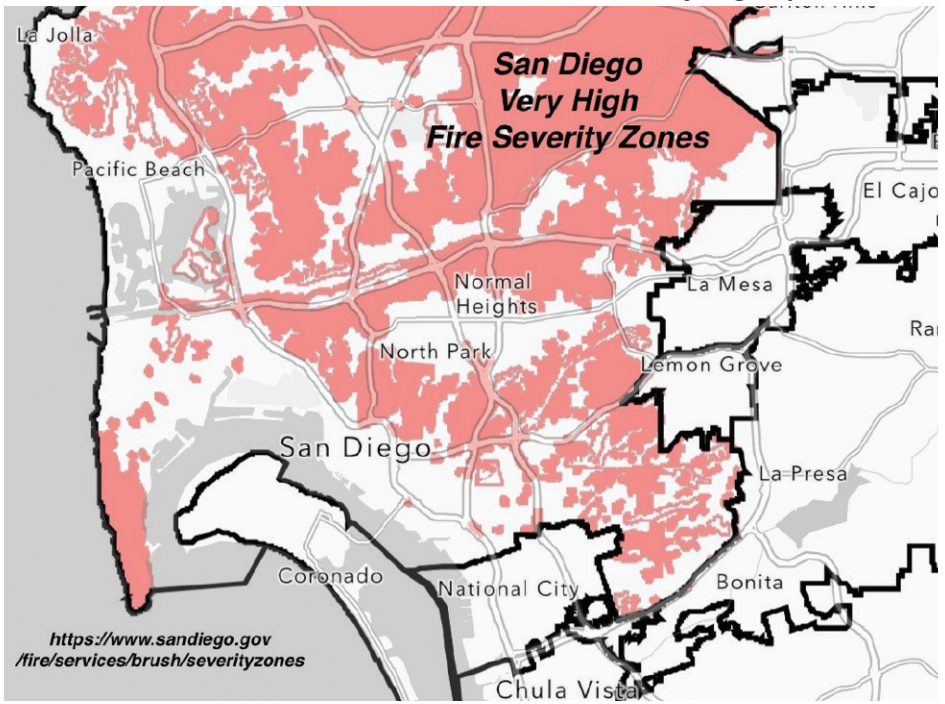 La Jolla
San Diego
Very High
Fire Severity Zones
Pacific Beach
El Cajo
Normal
Heights
La Mesa
Ra
North Park
Lemon Grove
San Diego
La Presa
Coronado
National City
Bonita
https://www.sandiego.gov
/fire/services/brush/severityzones
Chula Vista